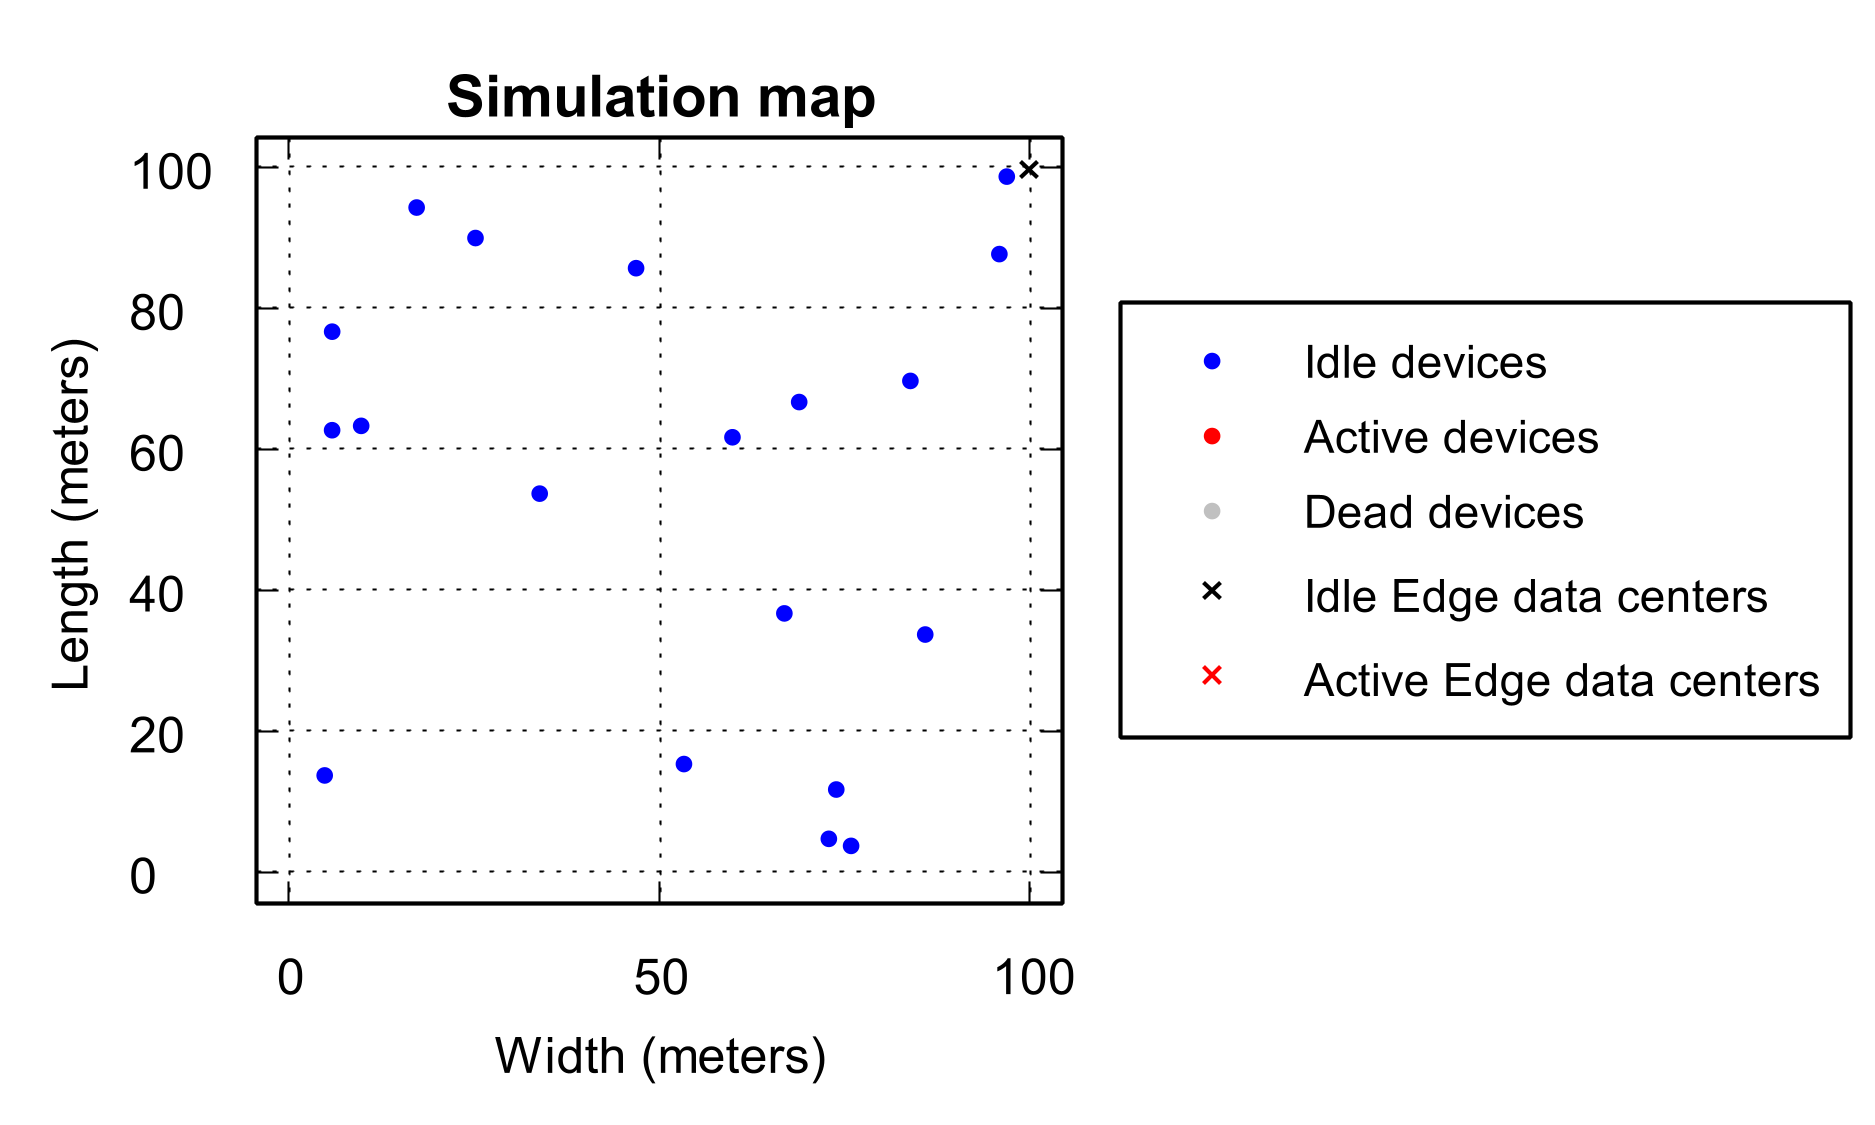 Simulation map
100
80
60
40
20
0
Length (meters)
0 50 100
Width (meters)
Idle devices
Active devices
Dead devices
Idle Edge data centers
Active Edge data centers